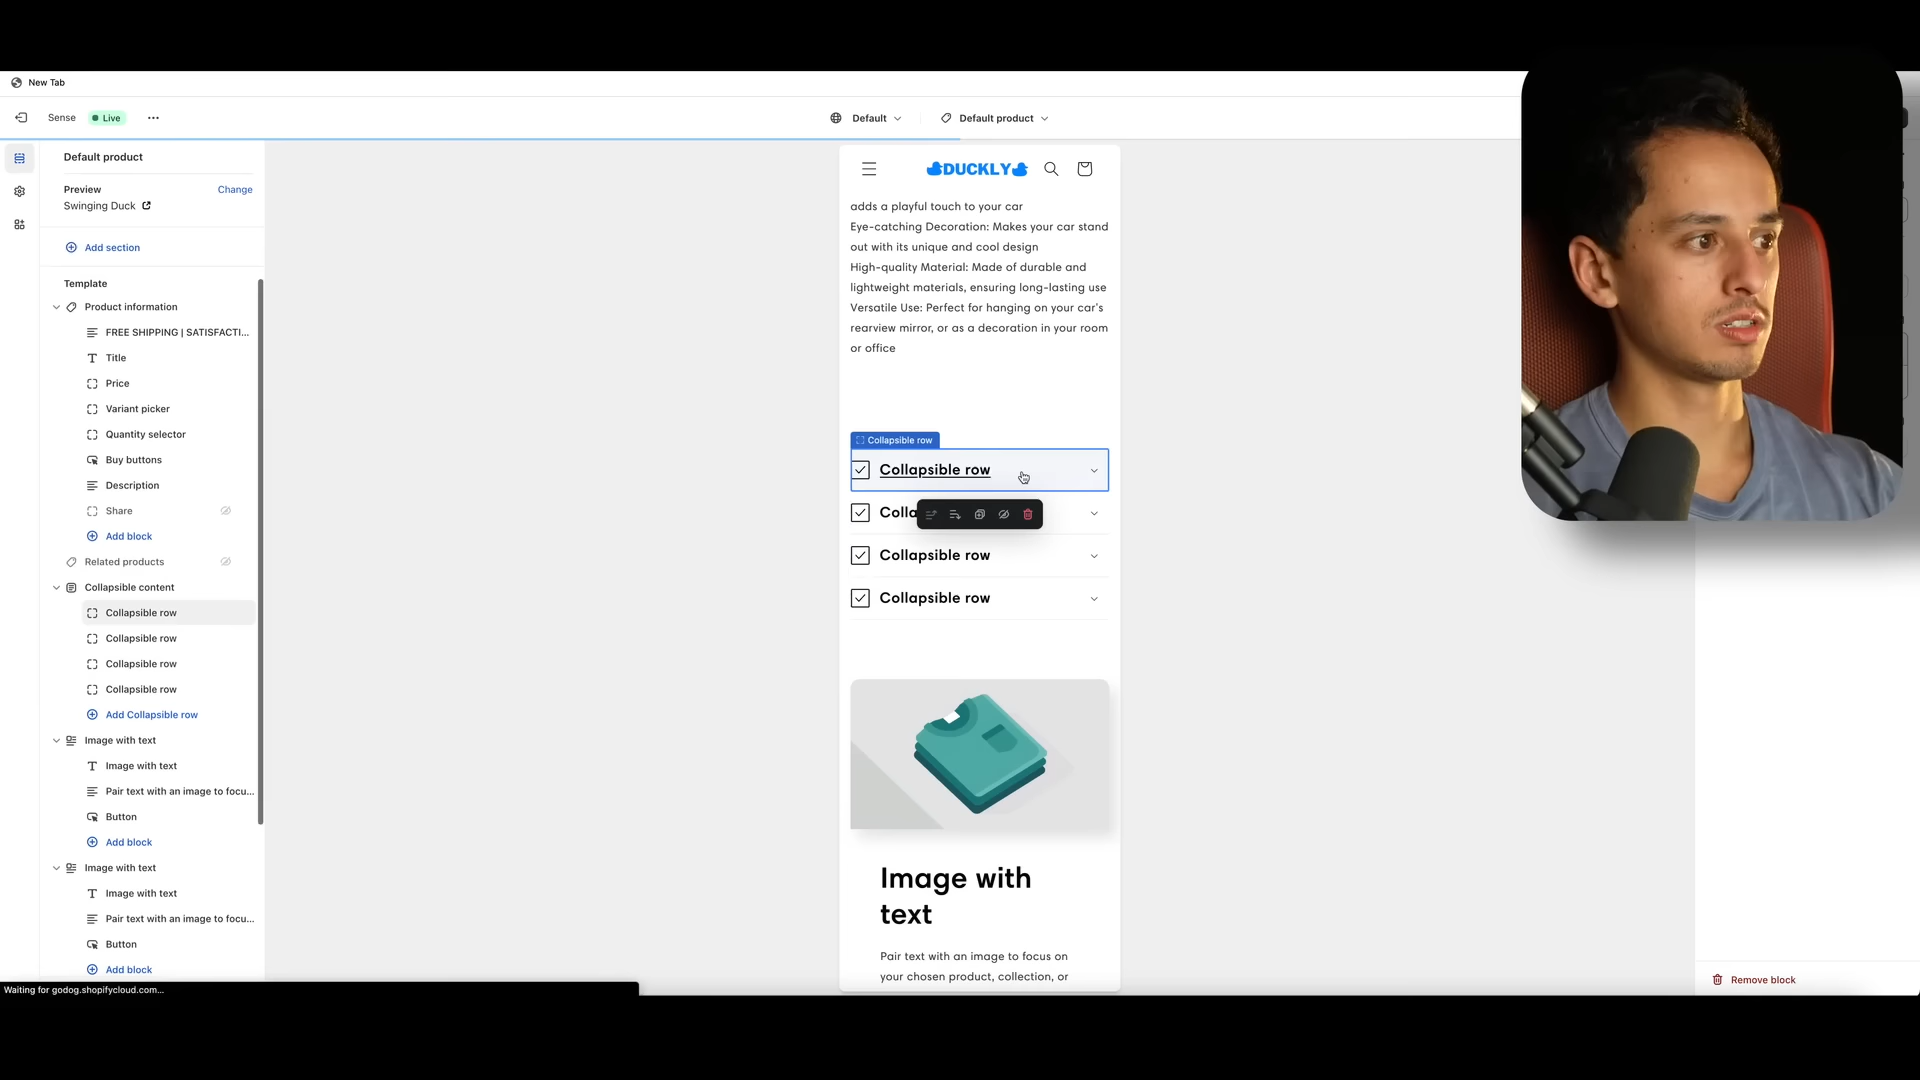 New Tab
Sense
Live
Default
Default product
Default product
Preview
Change
Swinging Duck
Add section
Template
Product information
FREE SHIPPING | SATISFACTI...
Title
Price
Variant picker
Quantity selector
Buy buttons
Description
Share
Add block
Related products
Collapsible content
Collapsible row
Collapsible row
Collapsible row
Collapsible row
Add Collapsible row
Image with text
Image with text
Pair text with an image to focu...
Button
Add block
Image with text
Image with text
Pair text with an image to focu...
Button
Add block
Waiting for godog.shopifycloud.com...
DUCKLY
adds a playful touch to your car
Eye-catching Decoration: Makes your car stand
out with its unique and cool design
High-quality Material: Made of durable and
lightweight materials, ensuring long-lasting use
Versatile Use: Perfect for hanging on your car's
rearview mirror, or as a decoration in your room
or office
Collapsible row
Collapsible row
Colla
Collapsible row
Collapsible row
Image with
text
Pair text with an image to focus on
your chosen product, collection, or
Remove block